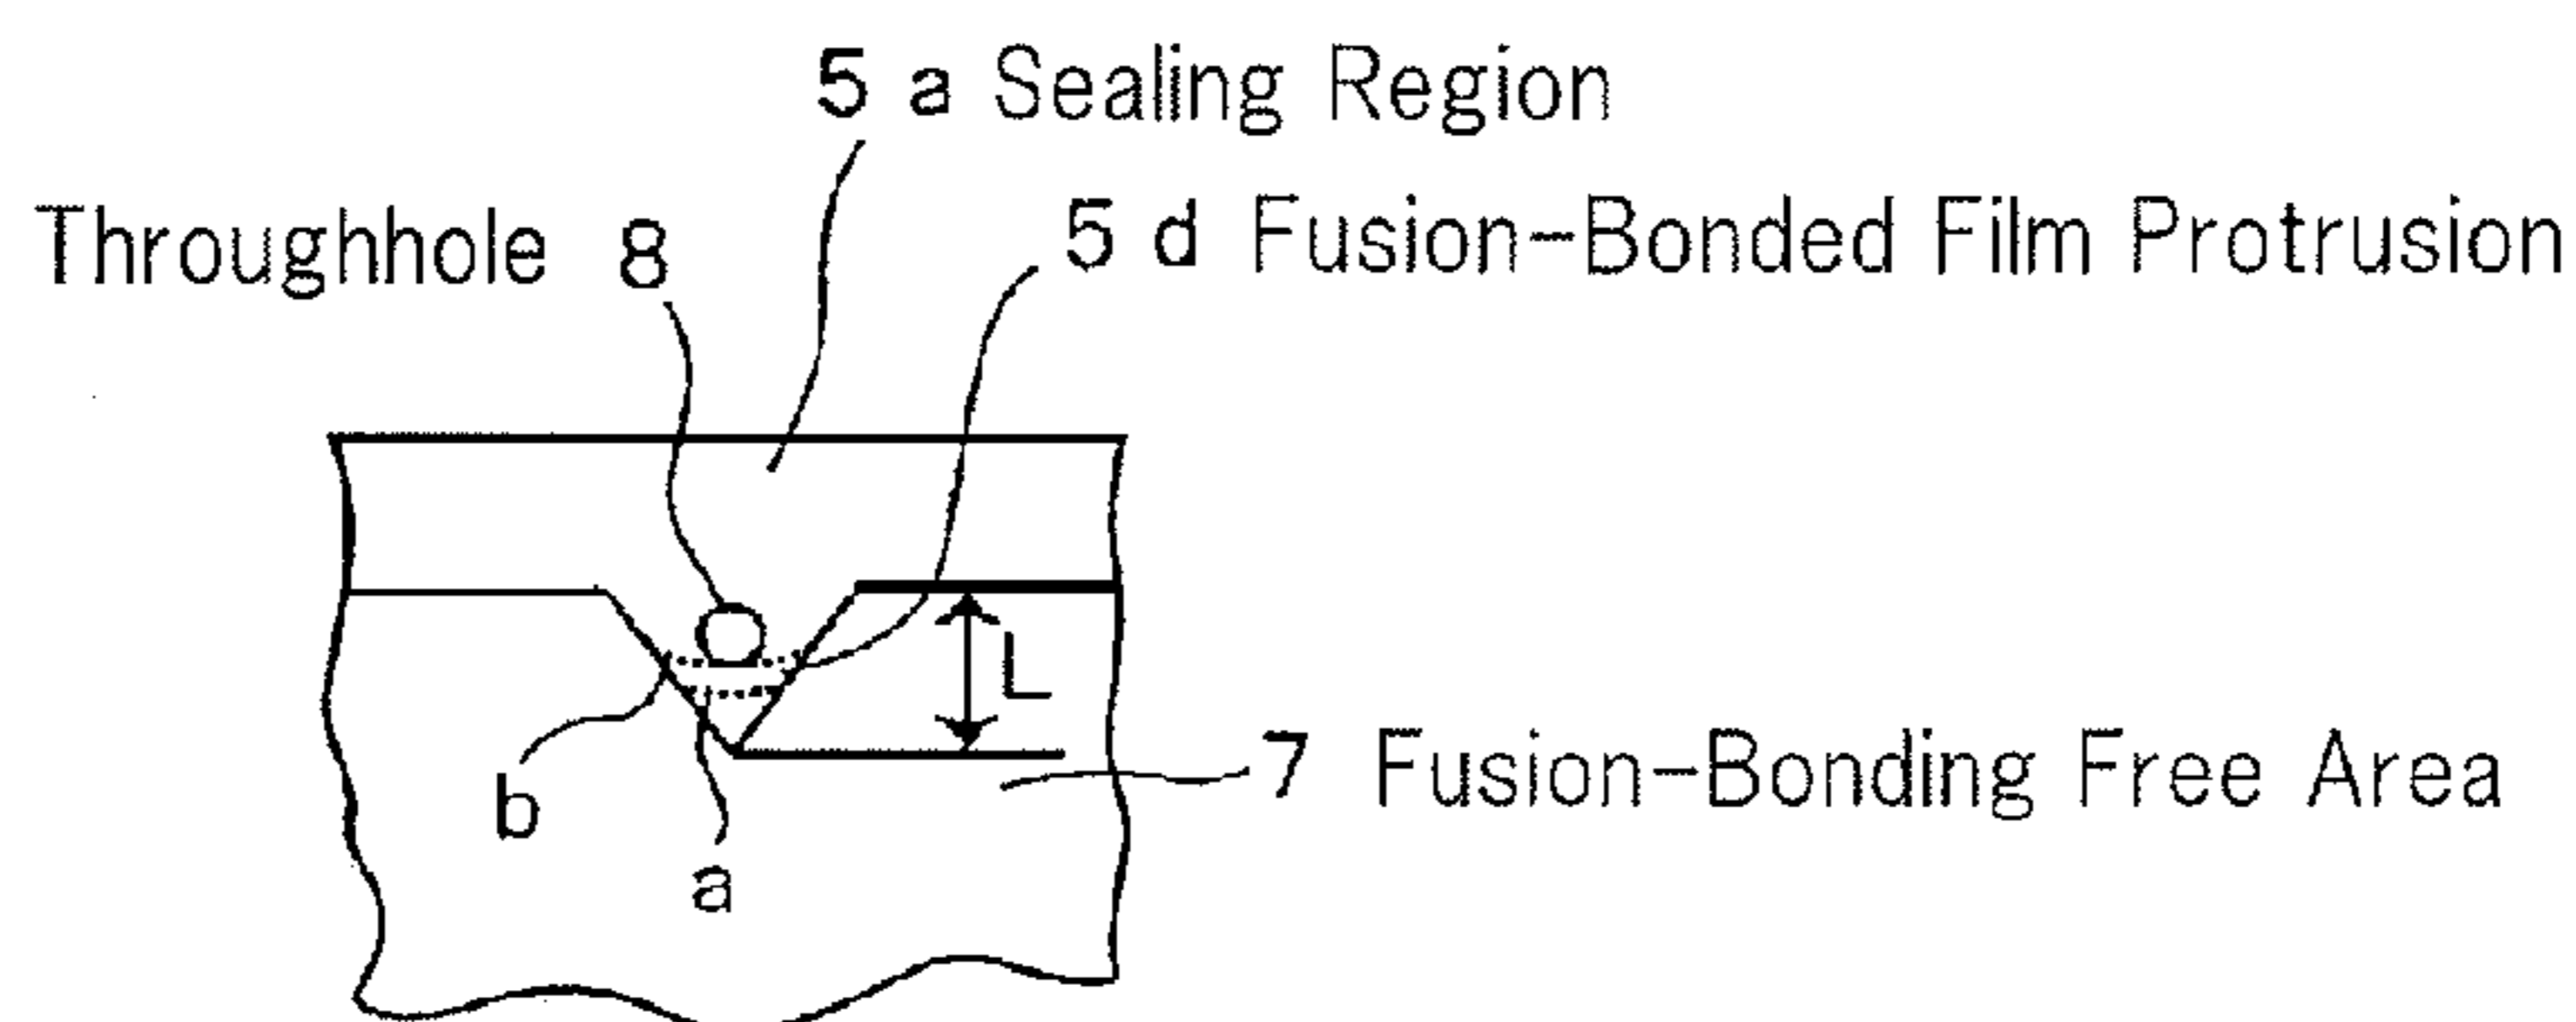 5 a Sealing Region
Throughhole 8
5 d Fusion-Bonded Film Protrusion
L
7 Fusion-Bonding Free Area
b
a